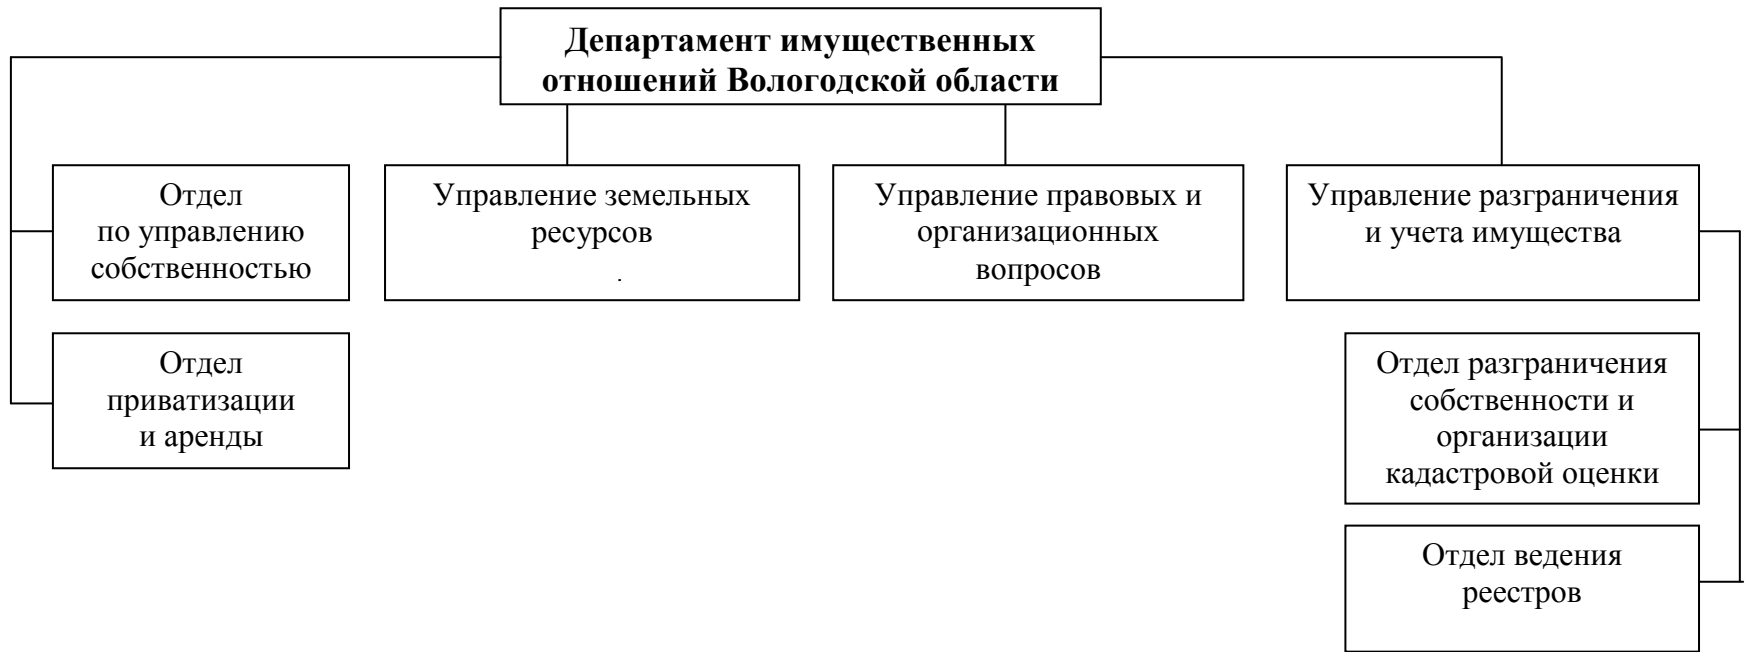 Департамент имущественных
отношений Вологодской области
Отдел
по управлению
собственностью
Управление земельных
ресурсов
.
Управление правовых и
организационных
вопросов
Управление разграничения
и учета имущества
Отдел
приватизации
и аренды
Отдел разграничения
собственности и
организации
кадастровой оценки
Отдел ведения
реестров